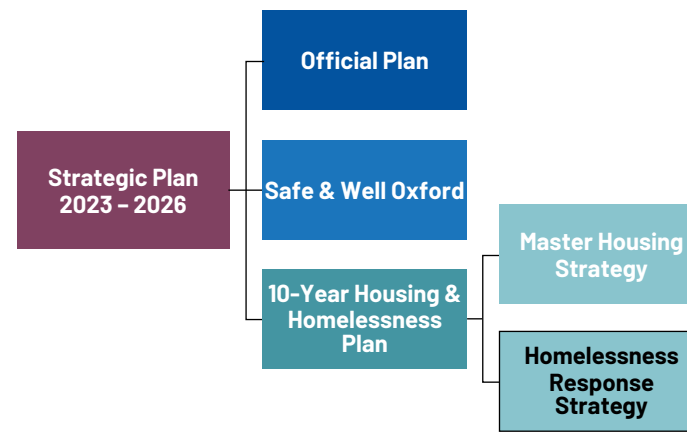 Official Plan
Strategic Plan
2023 – 2026
Safe & Well Oxford
10-Year Housing &
Homelessness
Plan
Master Housing
Strategy
Homelessness
Response
Strategy